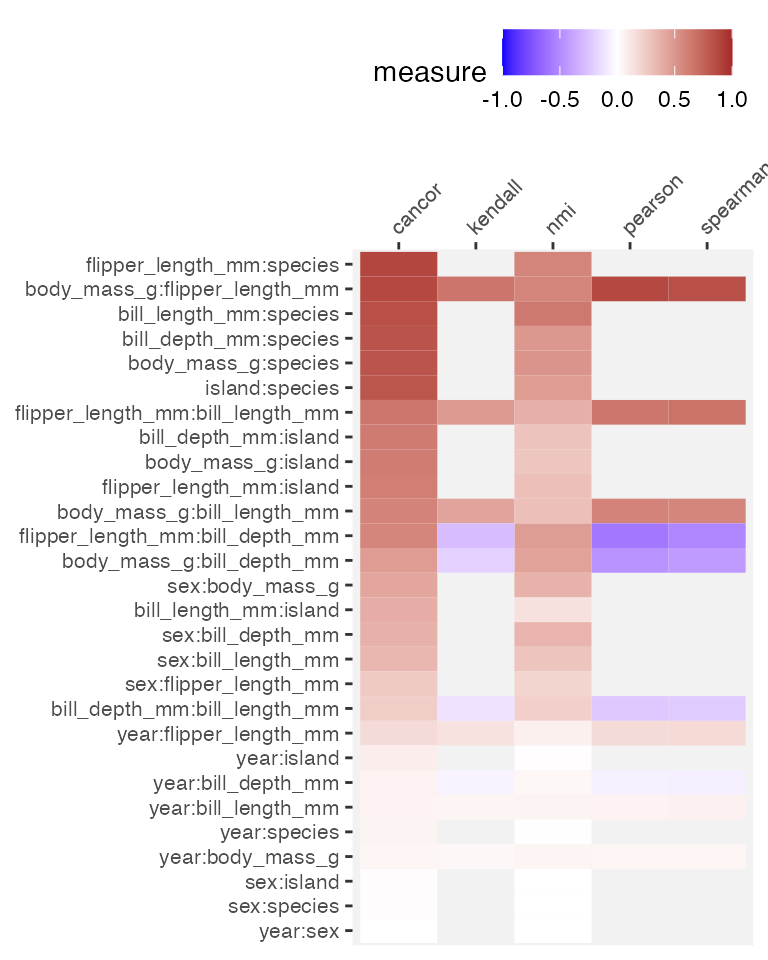 measure
-1.0 -0.5 0.0 0.5 1.0
cancor kendall nmi pearson spearman
flipper_length_mm:species
body_mass_g:flipper_length_mm
bill_length_mm:species
bill_depth_mm:species
body_mass_g:species
island:species
flipper_length_mm:bill_length_mm
bill_depth_mm:island
body_mass_g:island
flipper_length_mm:island
body_mass_g:bill_length_mm
flipper_length_mm:bill_depth_mm
body_mass_g:bill_depth_mm
sex:body_mass_g
bill_length_mm:island
sex:bill_depth_mm
sex:bill_length_mm
sex:flipper_length_mm
bill_depth_mm:bill_length_mm
year:flipper_length_mm
year:island
year:bill_depth_mm
year:bill_length_mm
year:species
year:body_mass_g
sex:island
sex:species
year:sex